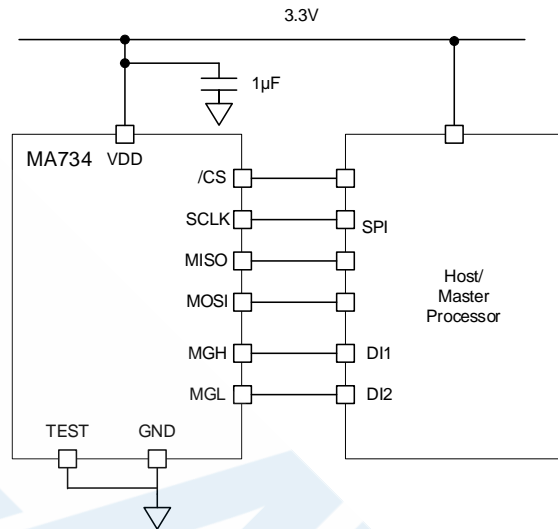 3.3V
1µF
MA734 VDD
/CS
SCLK
SPI
MISO
MOSI
Host/
Master
Processor
MGH
DI1
MGL
DI2
TEST GND